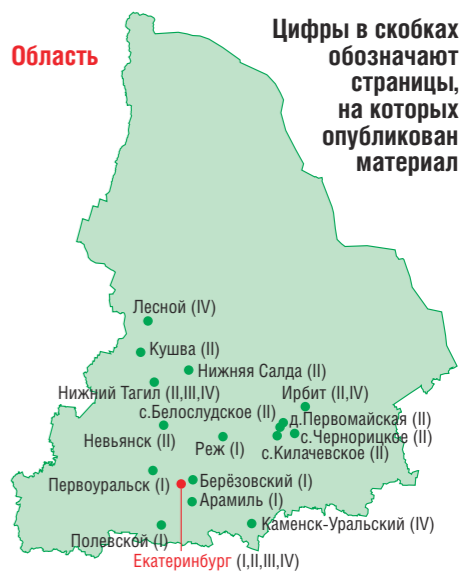 Область
Цифры в скобках
обозначают
страницы,
на которых
опубликован
материал
Лесной (IV)
Кушва (II)
Нижняя Салда (II)
Нижний Тагил (II,III,IV)
Ирбит (II,IV)
с.Белослудское (II)
д.Первомайская (II)
Невьянск (II)
с.Чернорицкое (II)
Реж (I)
с.Килачевское (II)
Первоуральск (I)
Берёзовский (I)
Арамиль (I)
Каменск-Уральский (IV)
Полевской (I)
Екатеринбург (I,II,III,IV)